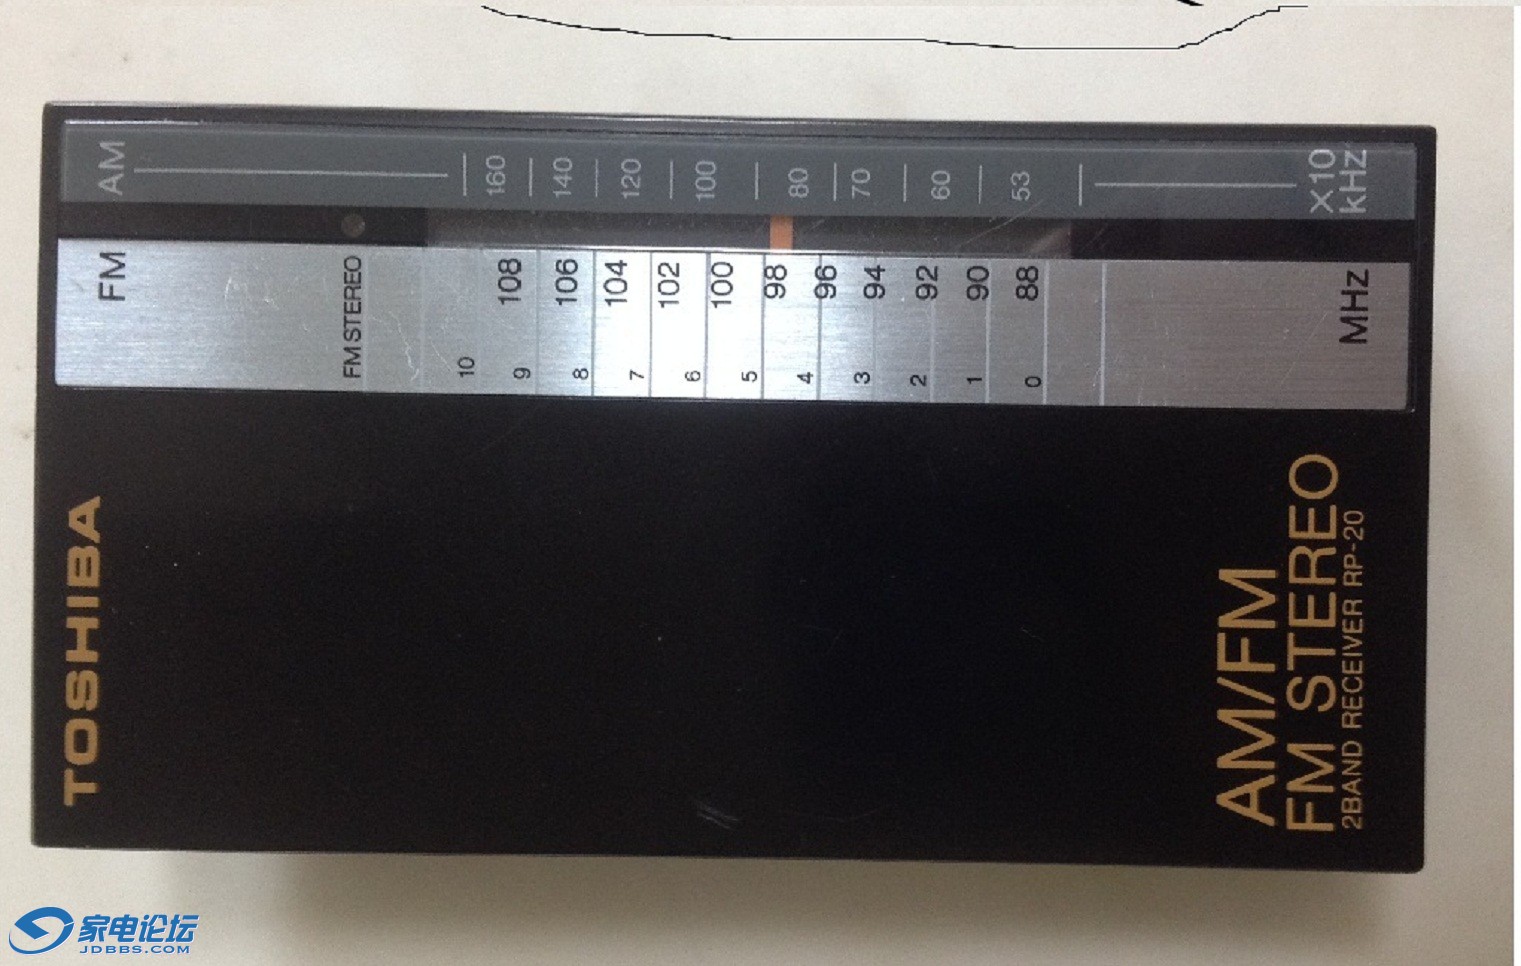 AM
160
140
120
100
80
70
60
53
X10
kHZ
FM
FM STEREO
108
106
104
102
100
98
96
94
92
90
88
MHz
10
9
8
7
6
5
4
3
2
1
0
TOSHIBA
AM/FM
FM STEREO
2BAND RECEIVER RP-20
家电论坛
JDBBS.COM